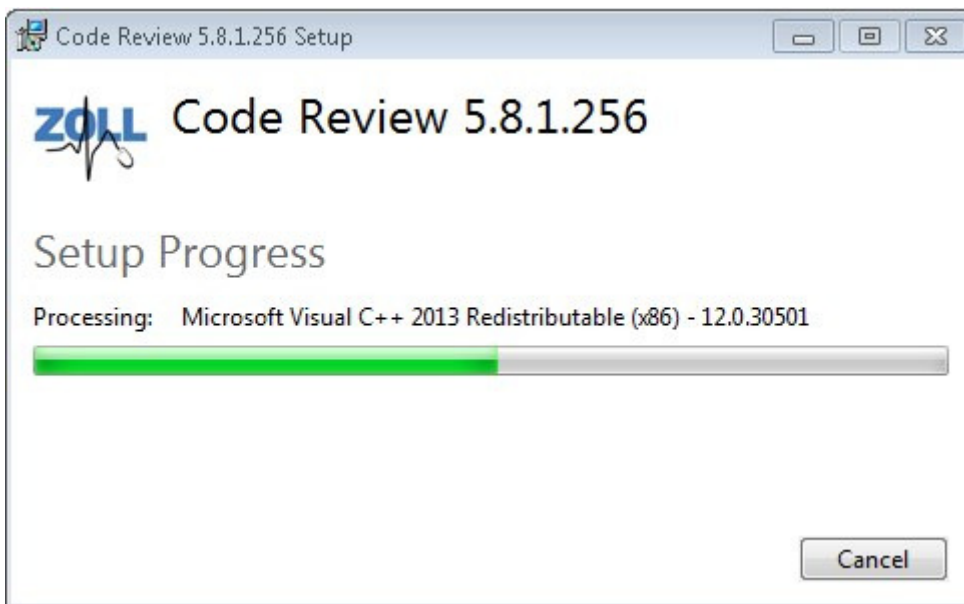 Code Review 5.8.1.256 Setup
ZOLL Code Review 5.8.1.256
Setup Progress
Processing: Microsoft Visual C++ 2013 Redistributable (x86) - 12.0.30501
Cancel